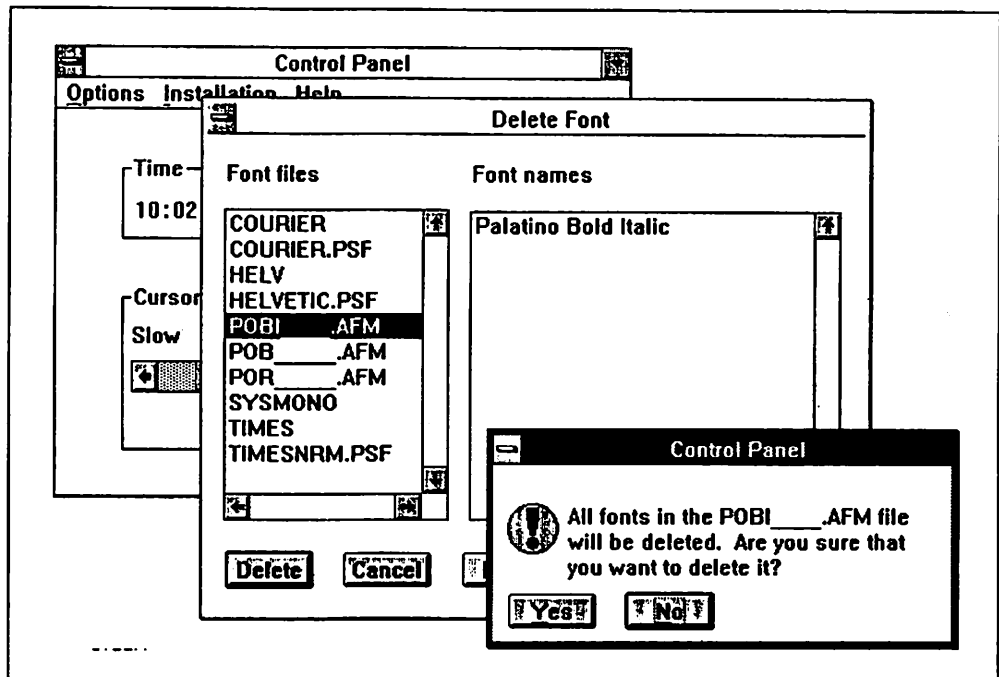 Control Panel
Options Installation Help
Delete Font
Time
10:02
Cursor
Slow
Font files
COURIER
COURIER.PSF
HELV
HELVETIC.PSF
POBI____.AFM
POB_____.AFM
POR_____.AFM
SYSMONO
TIMES
TIMESNRM.PSF
Font names
Palatino Bold Italic
Delete
Cancel
Control Panel
All fonts in the POBI____.AFM file
will be deleted. Are you sure that
you want to delete it?
Yes
No